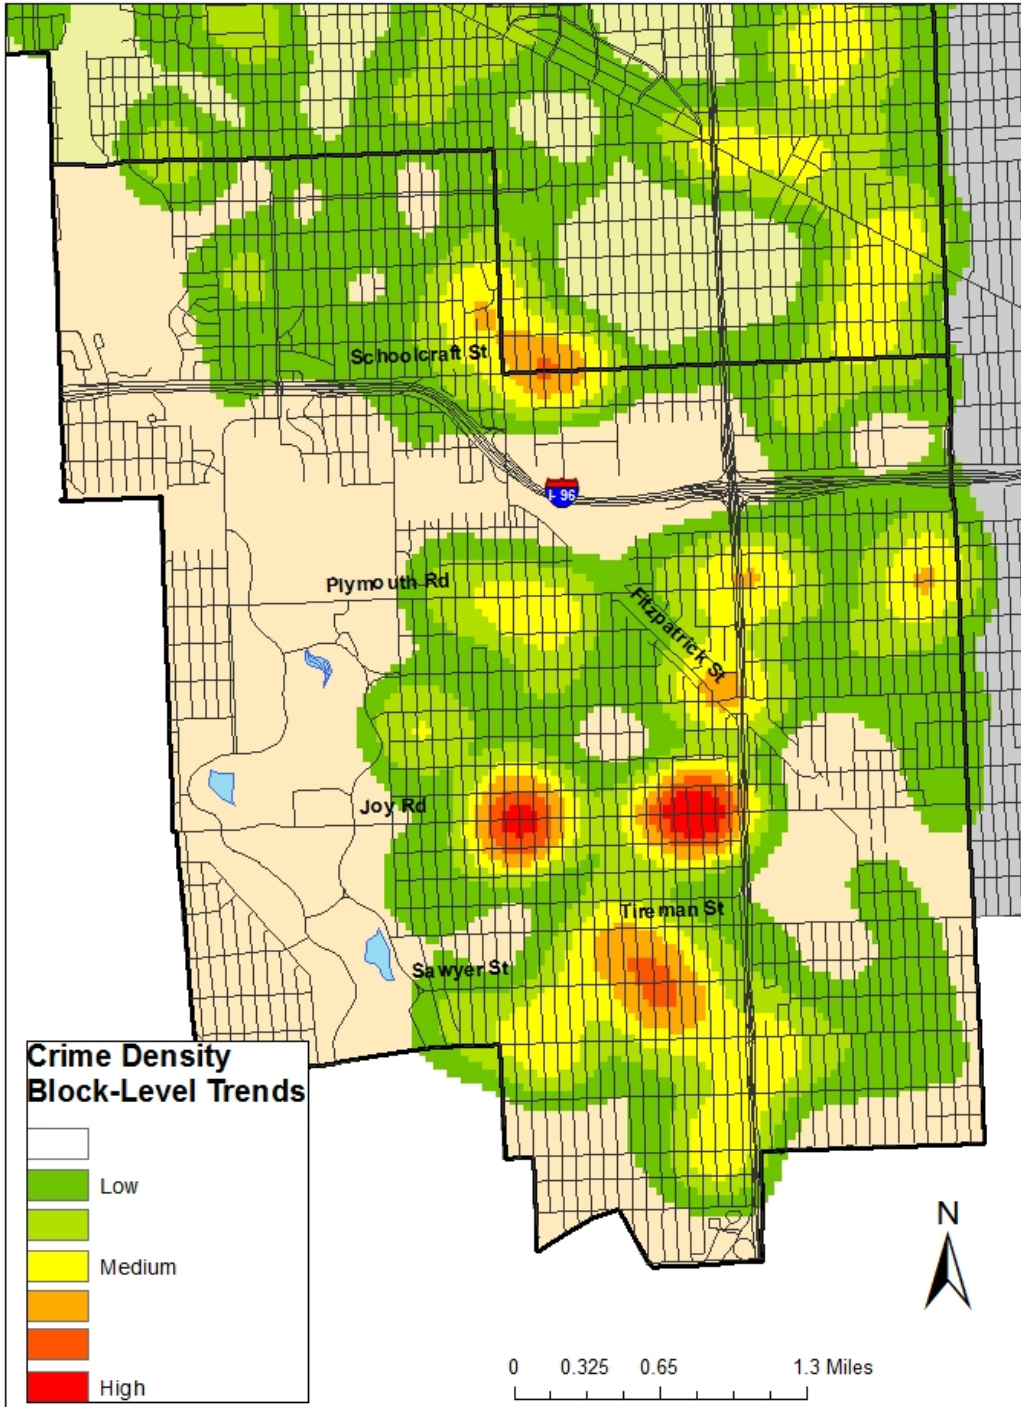 Schoolcraft St
I- 96
Plymouth Rd
Fitzpatrick St
Joy Rd
Tireman St
Sawyer St
Crime Density
Block-Level Trends
Low
Medium
High
N
0 0.325 0.65 1.3 Miles